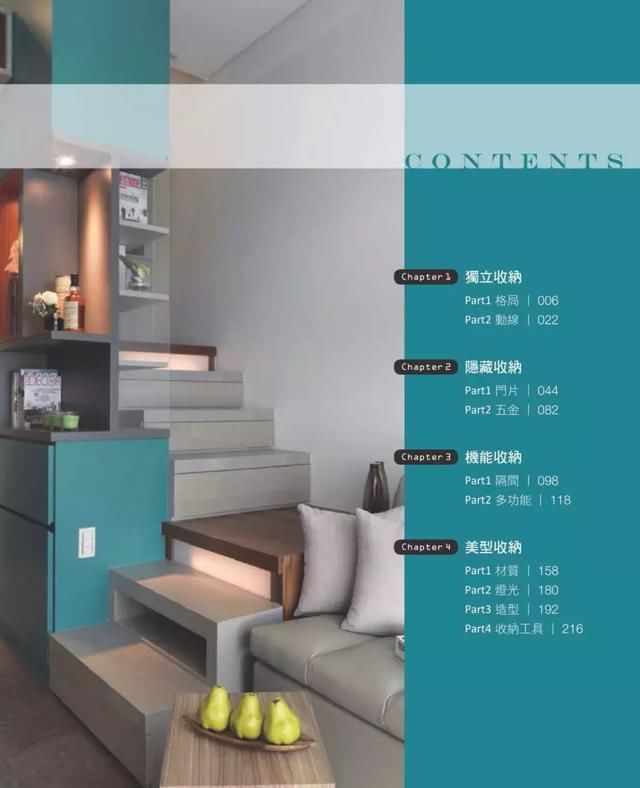 CONTENTS
Chapter 1 獨立收納
Part1 格局 | 006
Part2 動線 | 022
Chapter 2 隱藏收納
Part1 門片 | 044
Part2 五金 | 082
Chapter 3 機能收納
Part1 隔間 | 098
Part2 多功能 | 118
Chapter 4 美型收納
Part1 材質 | 158
Part2 燈光 | 180
Part3 造型 | 192
Part4 收納工具 | 216
DECOR